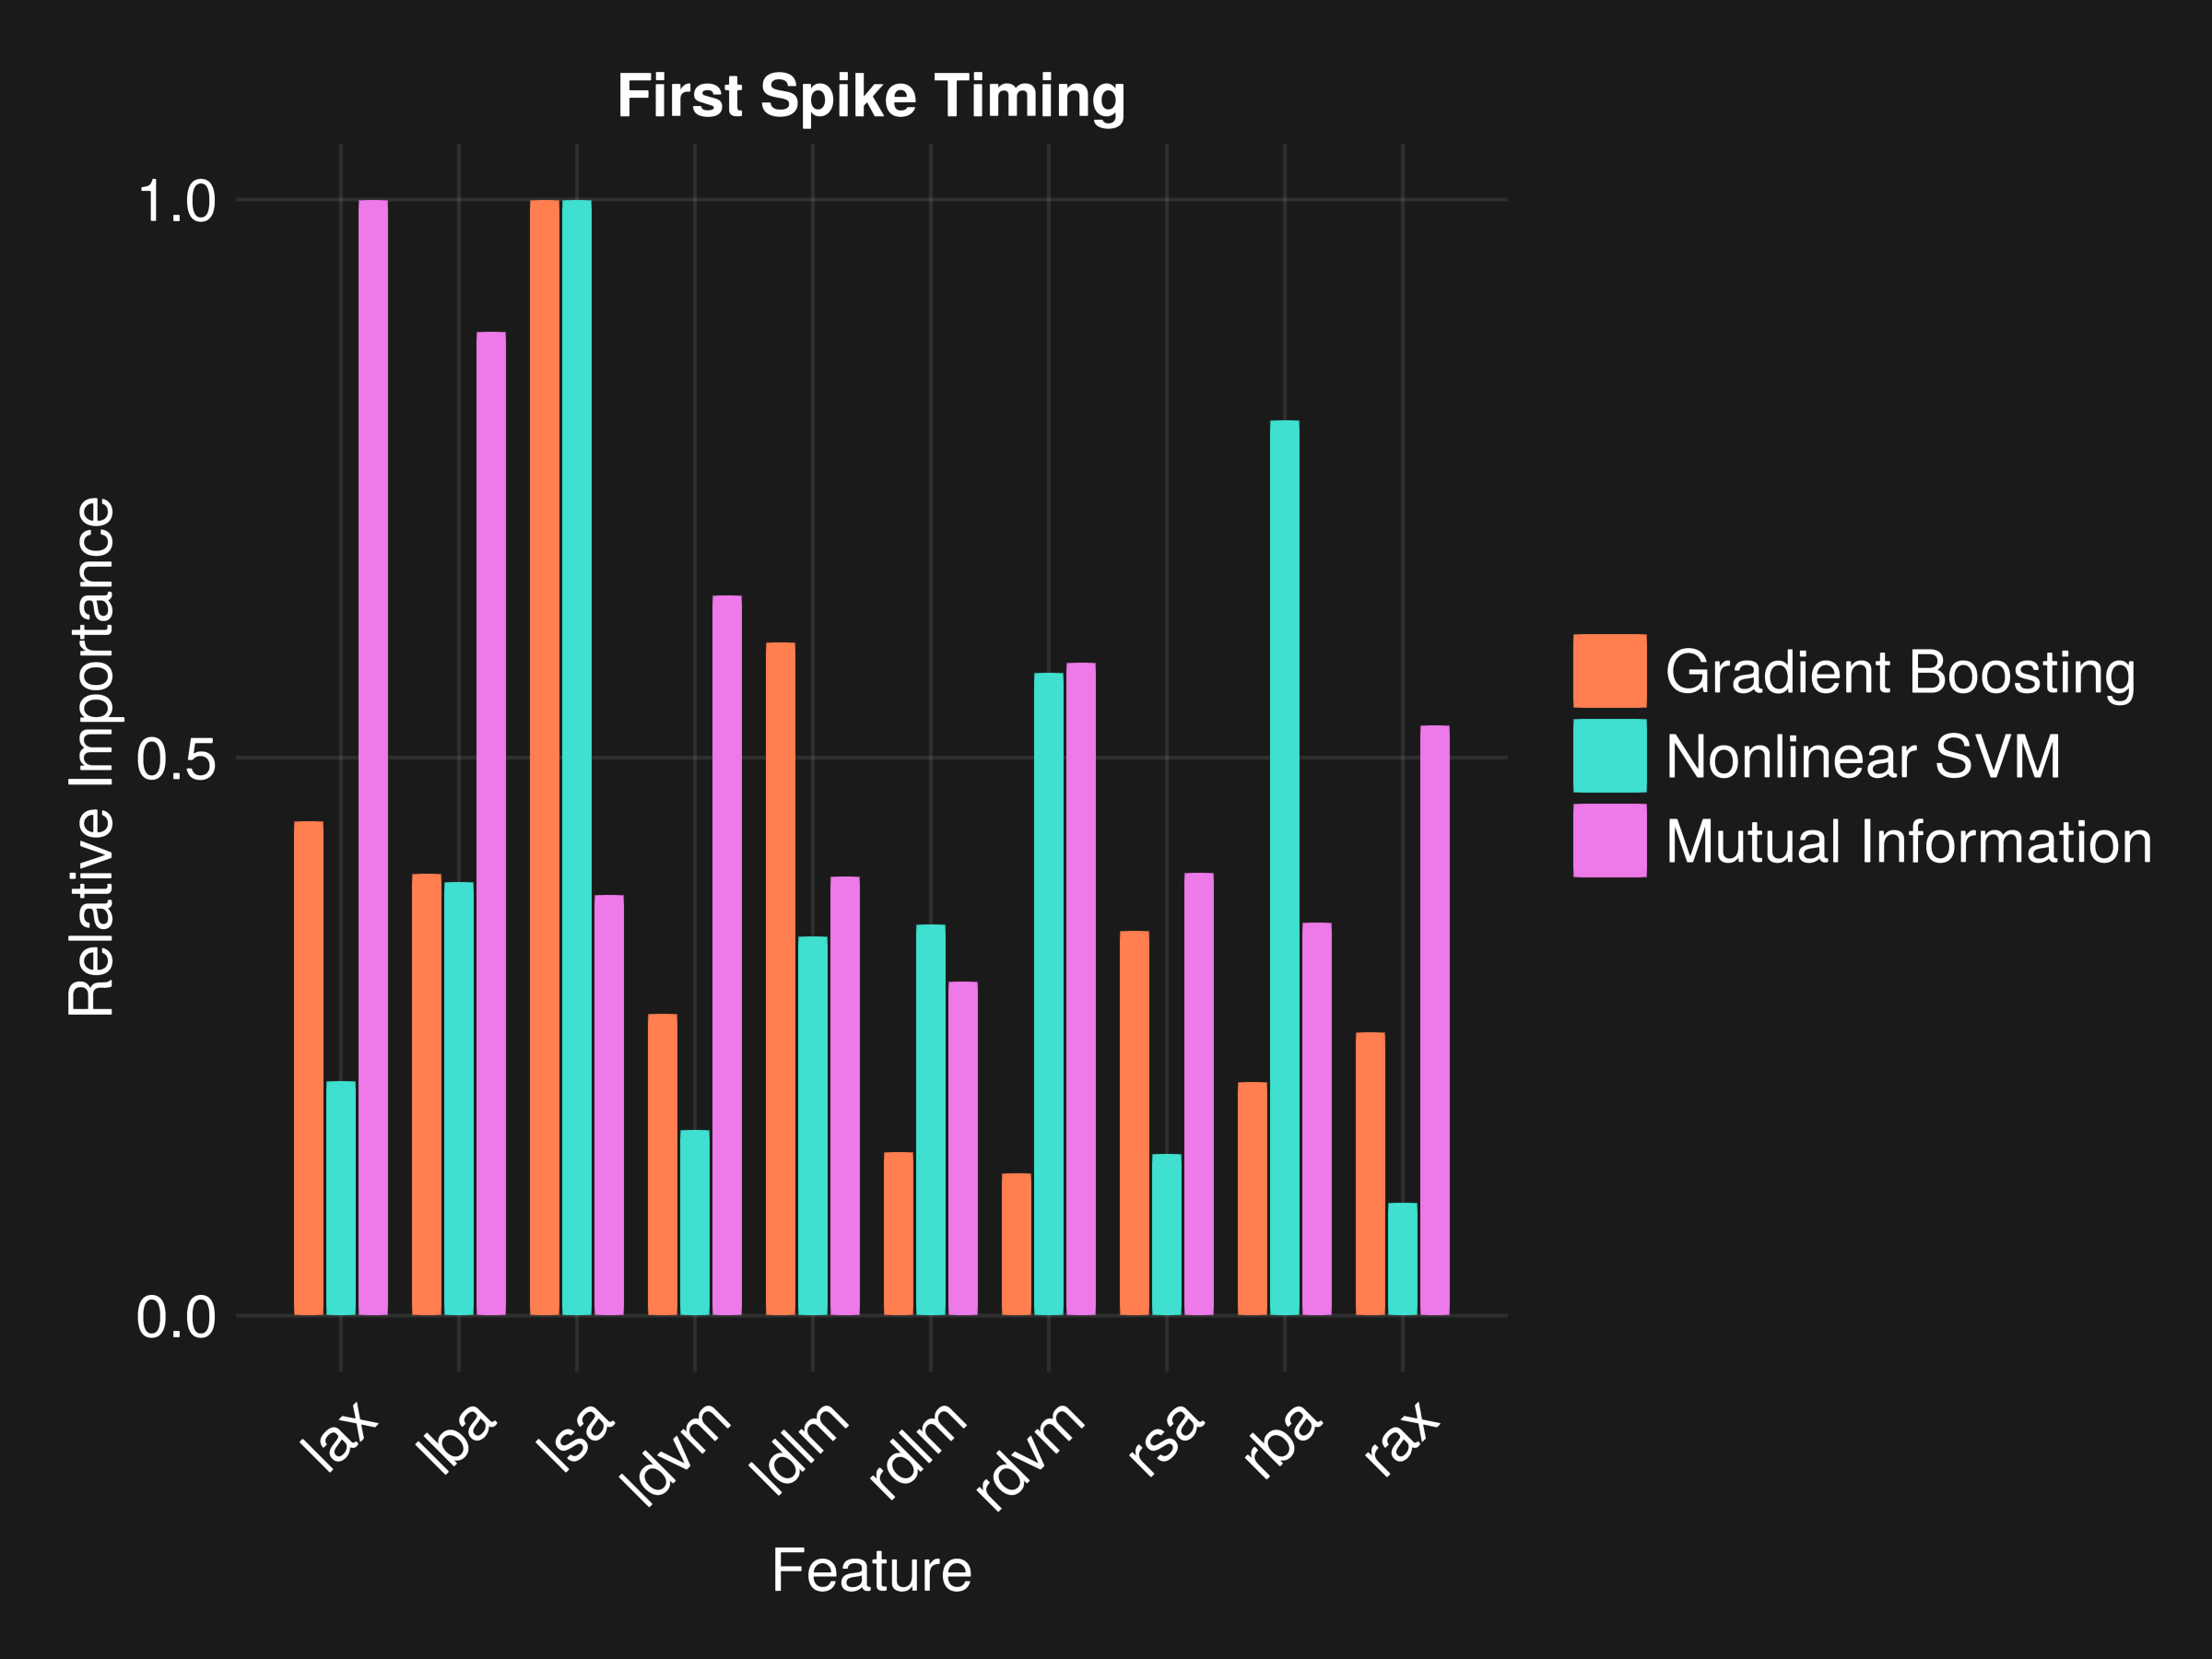 First Spike Timing
1.0
0.5
0.0
Relative Importance
lax
lba
lsa
ldvm
ldlm
rdlm
rdvm
rsa
rba
rax
Feature
Gradient Boosting
Nonlinear SVM
Mutual Information